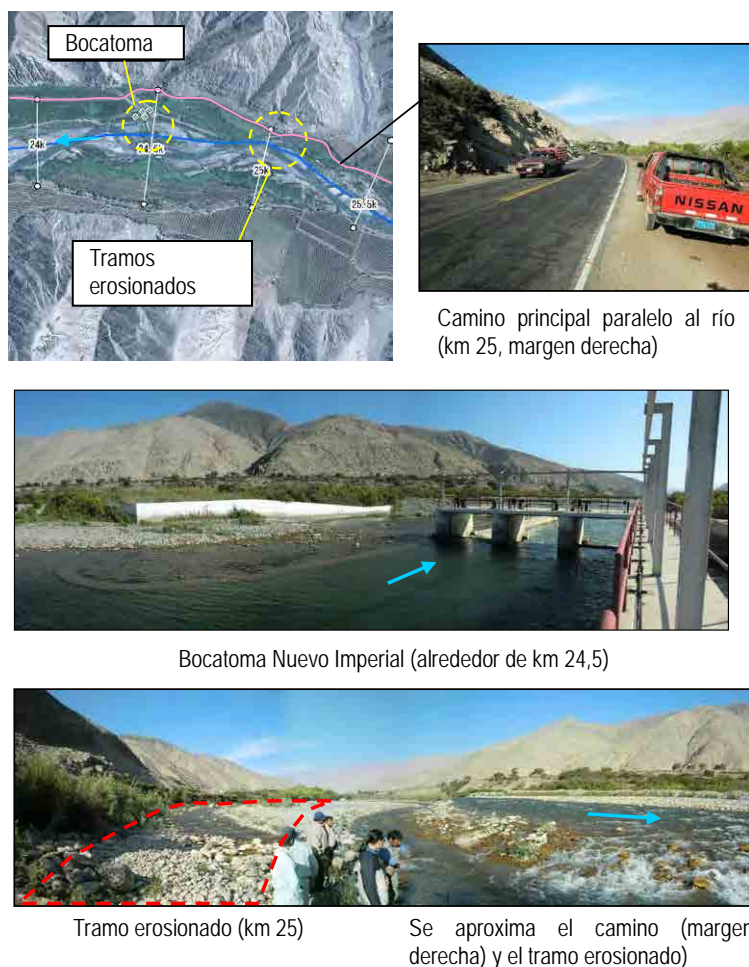 Bocatoma
24k
24.5k
25k
25.5k
Tramos
erosionados
NISSAN
Camino principal paralelo al río
(km 25, margen derecha)
Bocatoma Nuevo Imperial (alrededor de km 24,5)
Tramo erosionado (km 25)
Se aproxima el camino (margen
derecha) y el tramo erosionado)